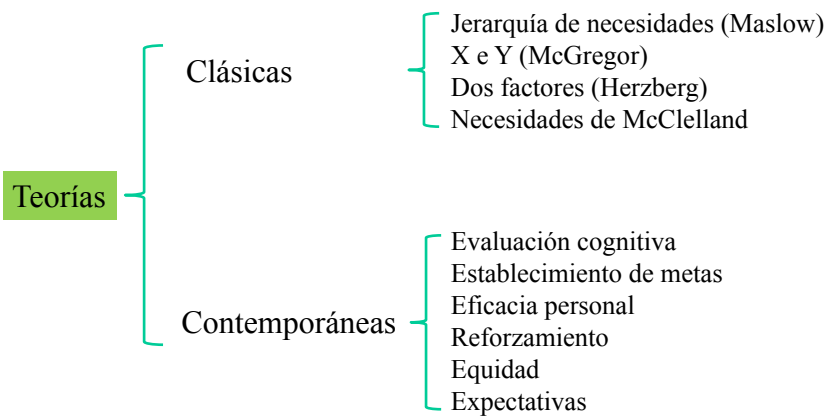 Teorías
Clásicas
Jerarquía de necesidades (Maslow)
X e Y (McGregor)
Dos factores (Herzberg)
Necesidades de McClelland
Contemporáneas
Evaluación cognitiva
Establecimiento de metas
Eficacia personal
Reforzamiento
Equidad
Expectativas